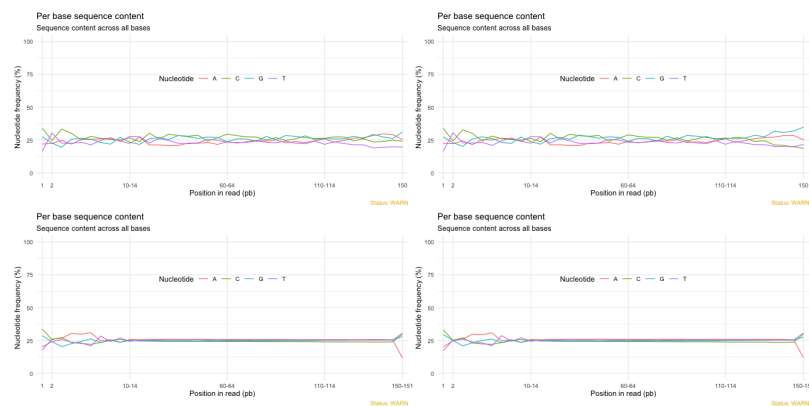 Per base sequence content
Sequence content across all bases
100
75
50
25
0
Nucleotide frequency (%)
Nucleotide A C G T
1 2 10-14 60-64 110-114 150
Position in read (pb)
Status: WARN
Per base sequence content
Sequence content across all bases
100
75
50
25
0
Nucleotide frequency (%)
Nucleotide A C G T
1 2 10-14 60-64 110-114 150
Position in read (pb)
Status: WARN
Per base sequence content
Sequence content across all bases
100
75
50
25
0
Nucleotide frequency (%)
Nucleotide A C G T
1 2 10-14 60-64 110-114 150-151
Position in read (pb)
Status: WARN
Per base sequence content
Sequence content across all bases
100
75
50
25
0
Nucleotide frequency (%)
Nucleotide A C G T
1 2 10-14 60-64 110-114 150-151
Position in read (pb)
Status: WARN